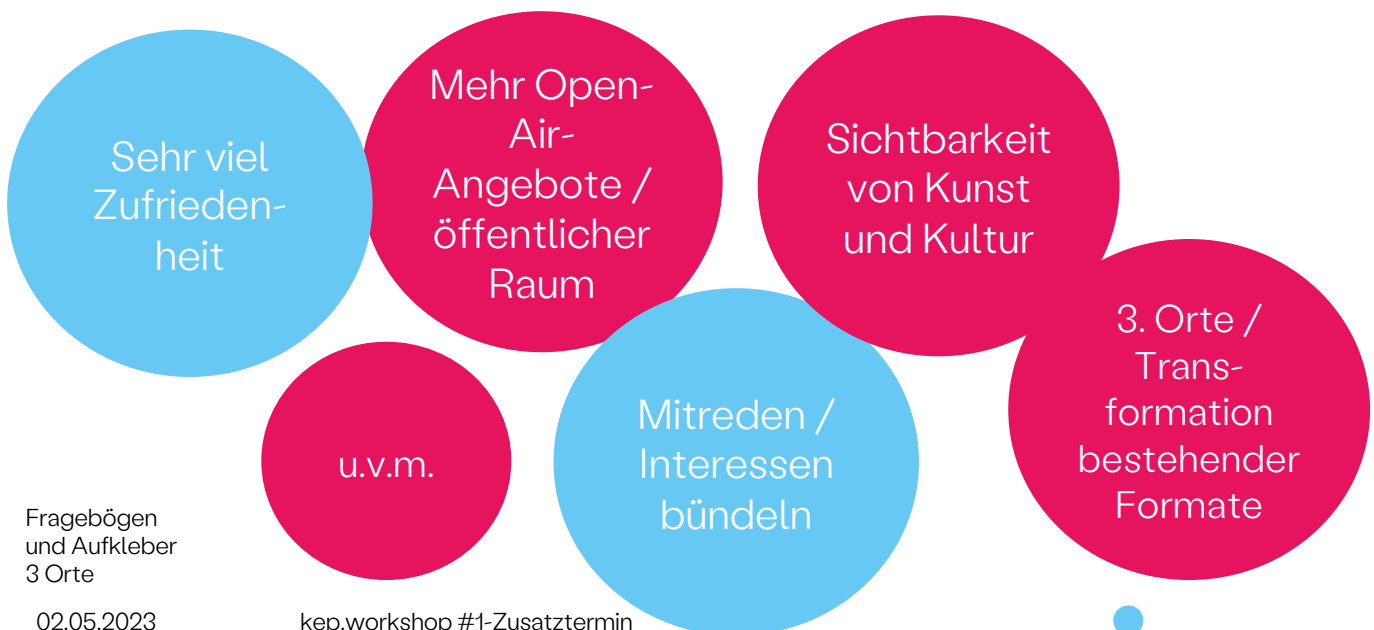 Sehr viel
Zufrieden-
heit
Mehr Open-
Air-
Angebote /
öffentlicher
Raum
Sichtbarkeit
von Kunst
und Kultur
3. Orte /
Trans-
formation
bestehender
Formate
u.v.m.
Mitreden /
Interessen
bündeln
Fragebögen
und Aufkleber
3 Orte
02.05.2023
kep.workshop #1-Zusatztermin